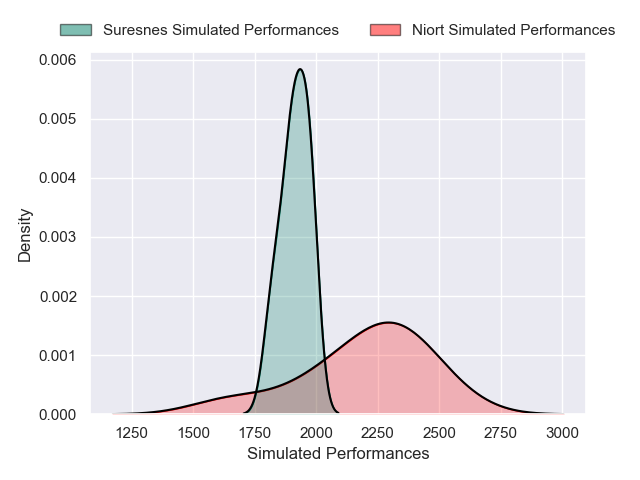 Suresnes Simulated Performances Niort Simulated Performances
0.006
0.005
0.004
0.003
0.002
0.001
0.000
Density
1250 1500 1750 2000 2250 2500 2750 3000
Simulated Performances